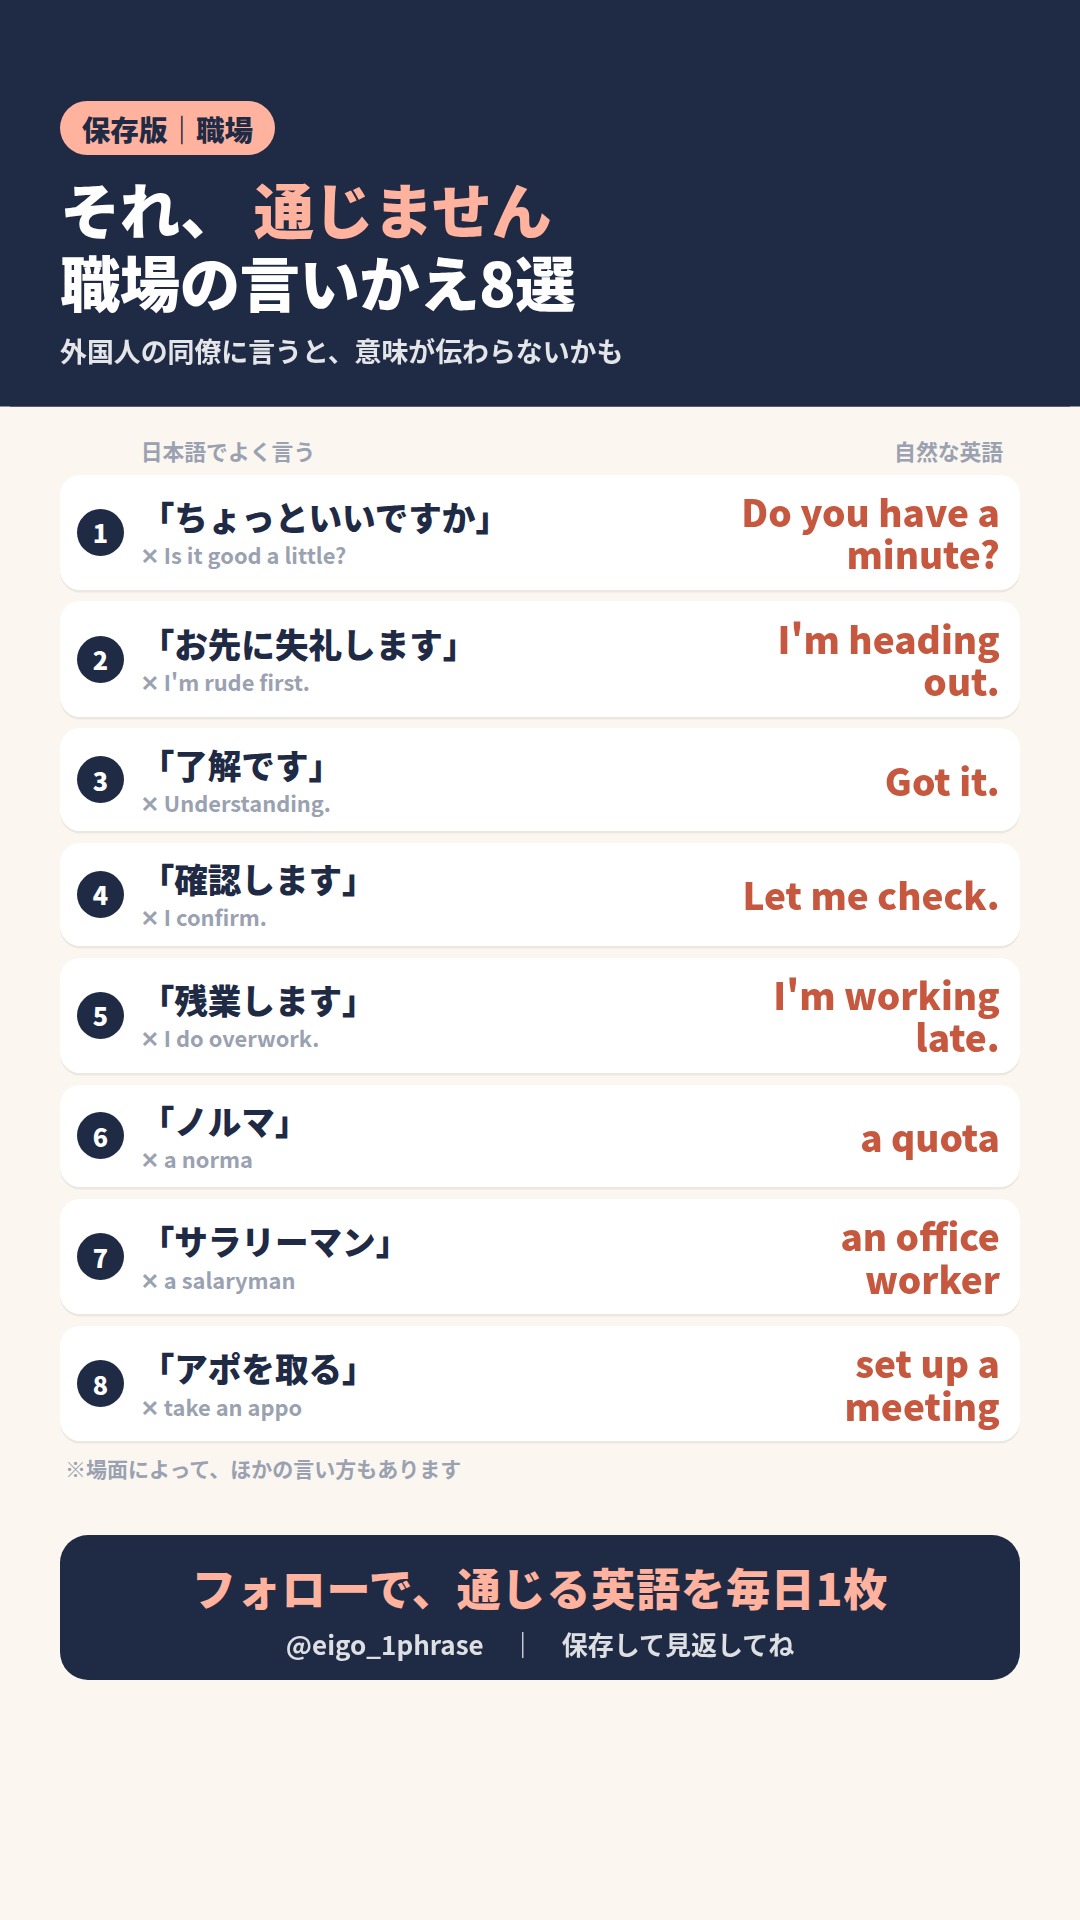 保存版｜職場
それ、 通じません
職場の言いかえ8選
外国人の同僚に言うと、意味が伝わらないかも
日本語でよく言う 自然な英語
1 「ちょっといいですか」
× Is it good a little?
Do you have a
minute?
2 「お先に失礼します」
× I'm rude first.
I'm heading
out.
3 「了解です」
× Understanding.
Got it.
4 「確認します」
× I confirm.
Let me check.
5 「残業します」
× I do overwork.
I'm working
late.
6 「ノルマ」
× a norma
a quota
7 「サラリーマン」
× a salaryman
an office
worker
8 「アポを取る」
× take an appo
set up a
meeting
※場面によって、ほかの言い方もあります
フォローで、通じる英語を毎日1枚
@eigo_1phrase ｜ 保存して見返してね